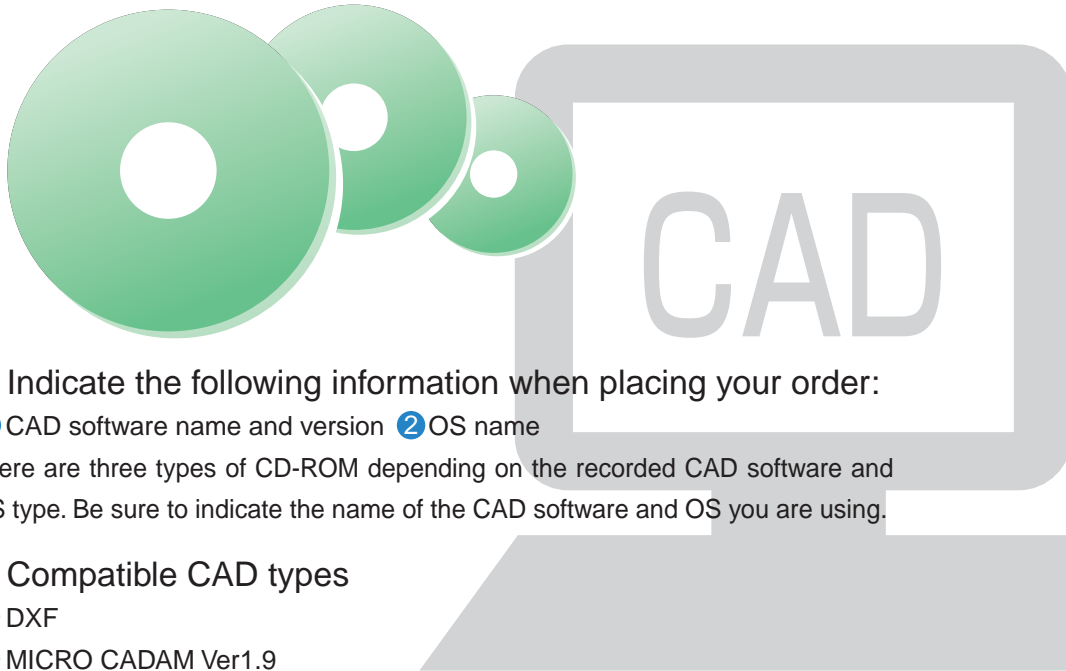 CAD
Indicate the following information when placing your order:
CAD software name and version 2 OS name
are three types of CD-ROM depending on the recorded CAD software and
type. Be sure to indicate the name of the CAD software and OS you are using.
Compatible CAD types
DXF
MICRO CADAM Ver1.9